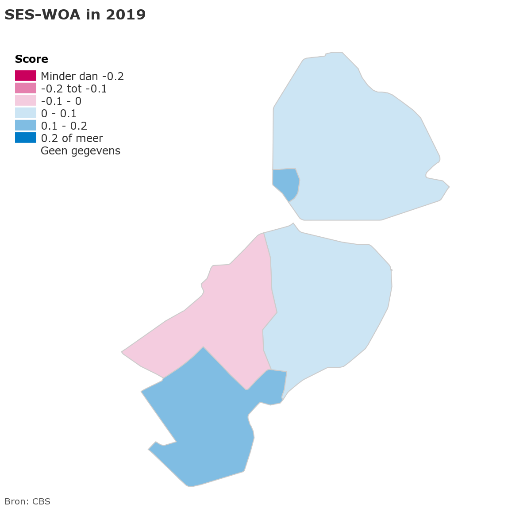 SES-WOA in 2019
Score
Minder dan -0.2
-0.2 tot -0.1
-0.1 - 0
0 - 0.1
0.1 - 0.2
0.2 of meer
Geen gegevens
Bron: CBS